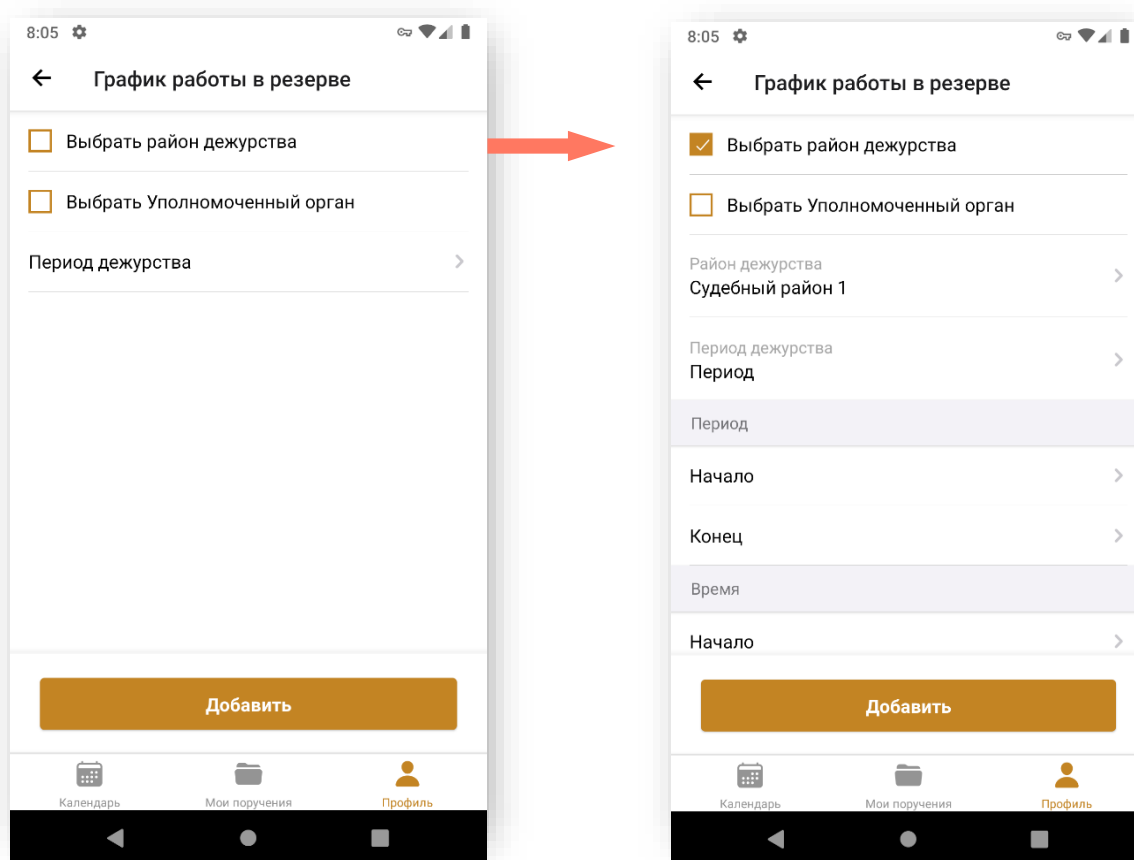 8:05
График работы в резерве
Выбрать район дежурства
Выбрать Уполномоченный орган
Период дежурства
Добавить
Календарь
Мои поручения
Профиль
8:05
График работы в резерве
Выбрать район дежурства
Выбрать Уполномоченный орган
Район дежурства
Судебный район 1
Период дежурства
Период
Период
Начало
Конец
Время
Начало
Добавить
Календарь
Мои поручения
Профиль